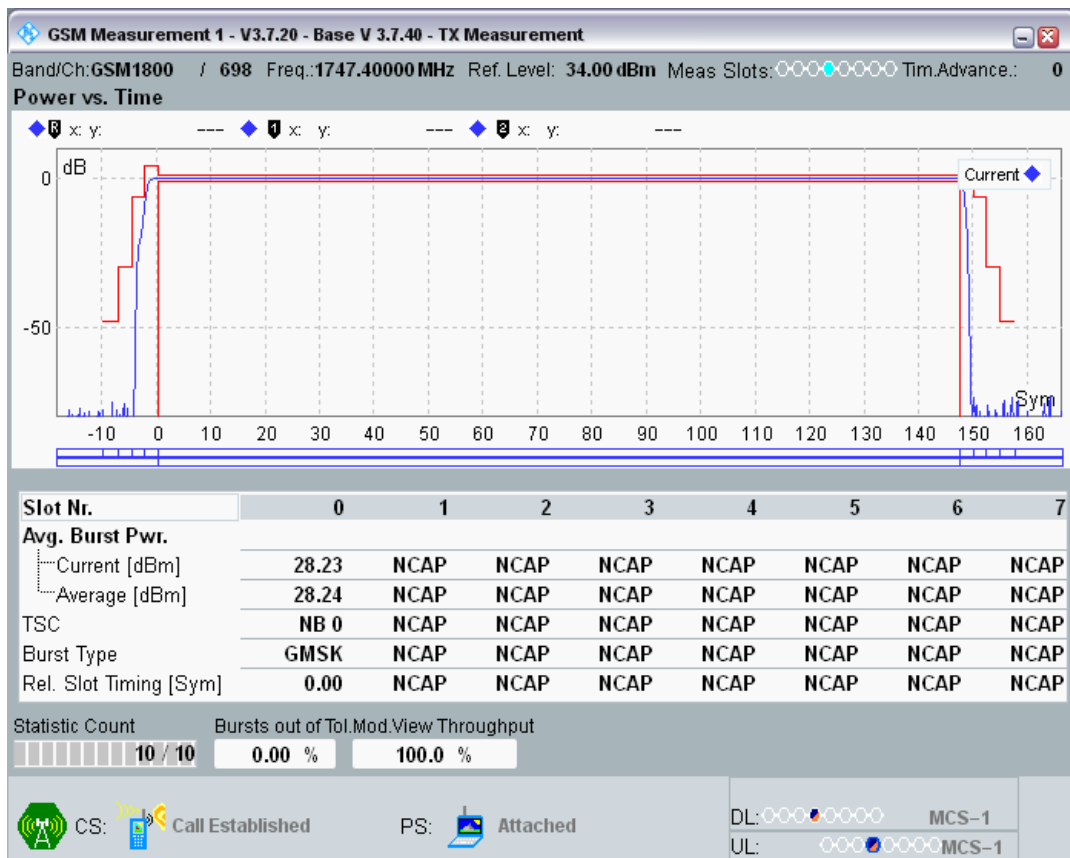 GSM Measurement 1 - V3.7.20 - Base V 3.7.40 - TX Measurement
Band/Ch:GSM1800 / 698 Freq.:1747.40000 MHz Ref. Level: 34.00 dBm Meas Slots: Tim.Advance.: 0
Power vs. Time
R x: y: --- 1 x: y: --- 2 x: y: ---
dB
Current
0
-50
Sym
-10 0 10 20 30 40 50 60 70 80 90 100 110 120 130 140 150 160
Slot Nr. 0 1 2 3 4 5 6 7
Avg. Burst Pwr.
Current [dBm] 28.23 NCAP NCAP NCAP NCAP NCAP NCAP NCAP
Average [dBm] 28.24 NCAP NCAP NCAP NCAP NCAP NCAP NCAP
TSC NB 0 NCAP NCAP NCAP NCAP NCAP NCAP NCAP
Burst Type GMSK NCAP NCAP NCAP NCAP NCAP NCAP NCAP
Rel. Slot Timing [Sym] 0.00 NCAP NCAP NCAP NCAP NCAP NCAP NCAP
Statistic Count Bursts out of Tol.Mod.View Throughput
10 / 10 0.00 % 100.0 %
CS: Call Established PS: Attached
DL: MCS-1
UL: MCS-1